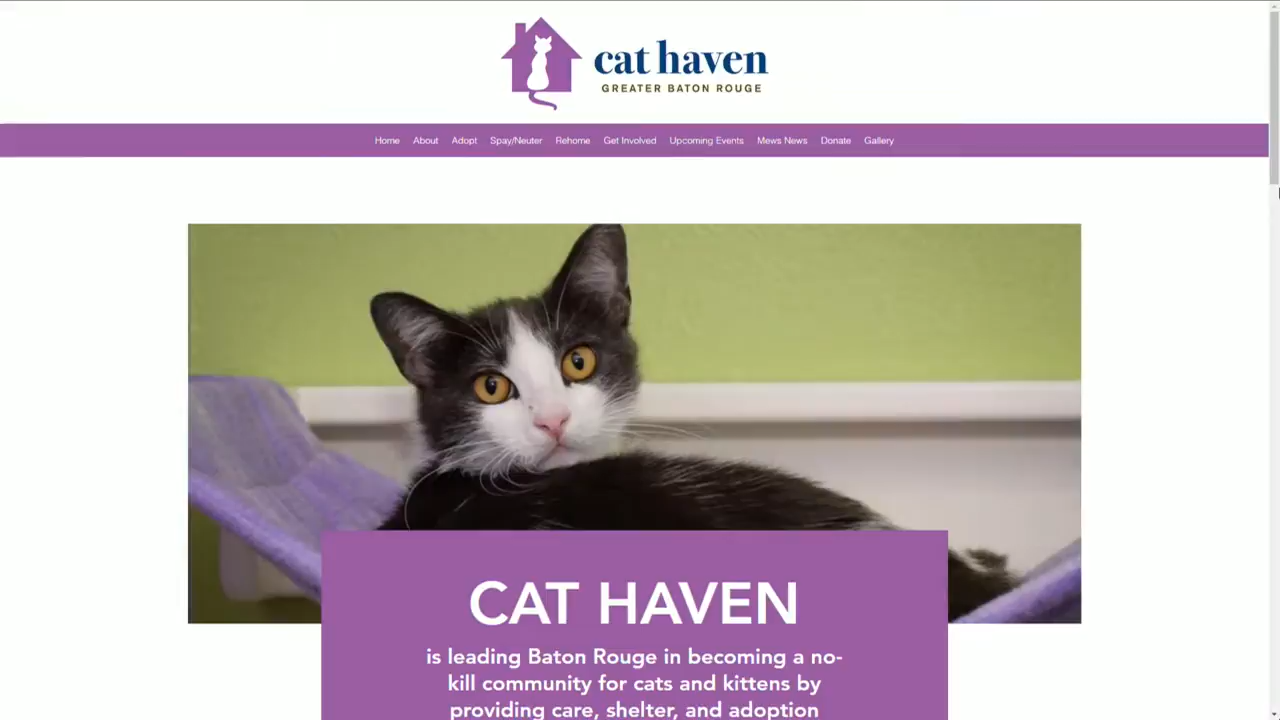 cat haven
GREATER BATON ROUGE
Home About Adopt Spay/Neuter Rehome Get Involved Upcoming Events Mews News Donate Gallery
CAT HAVEN
is leading Baton Rouge in becoming a no-
kill community for cats and kittens by
providing care, shelter, and adoption